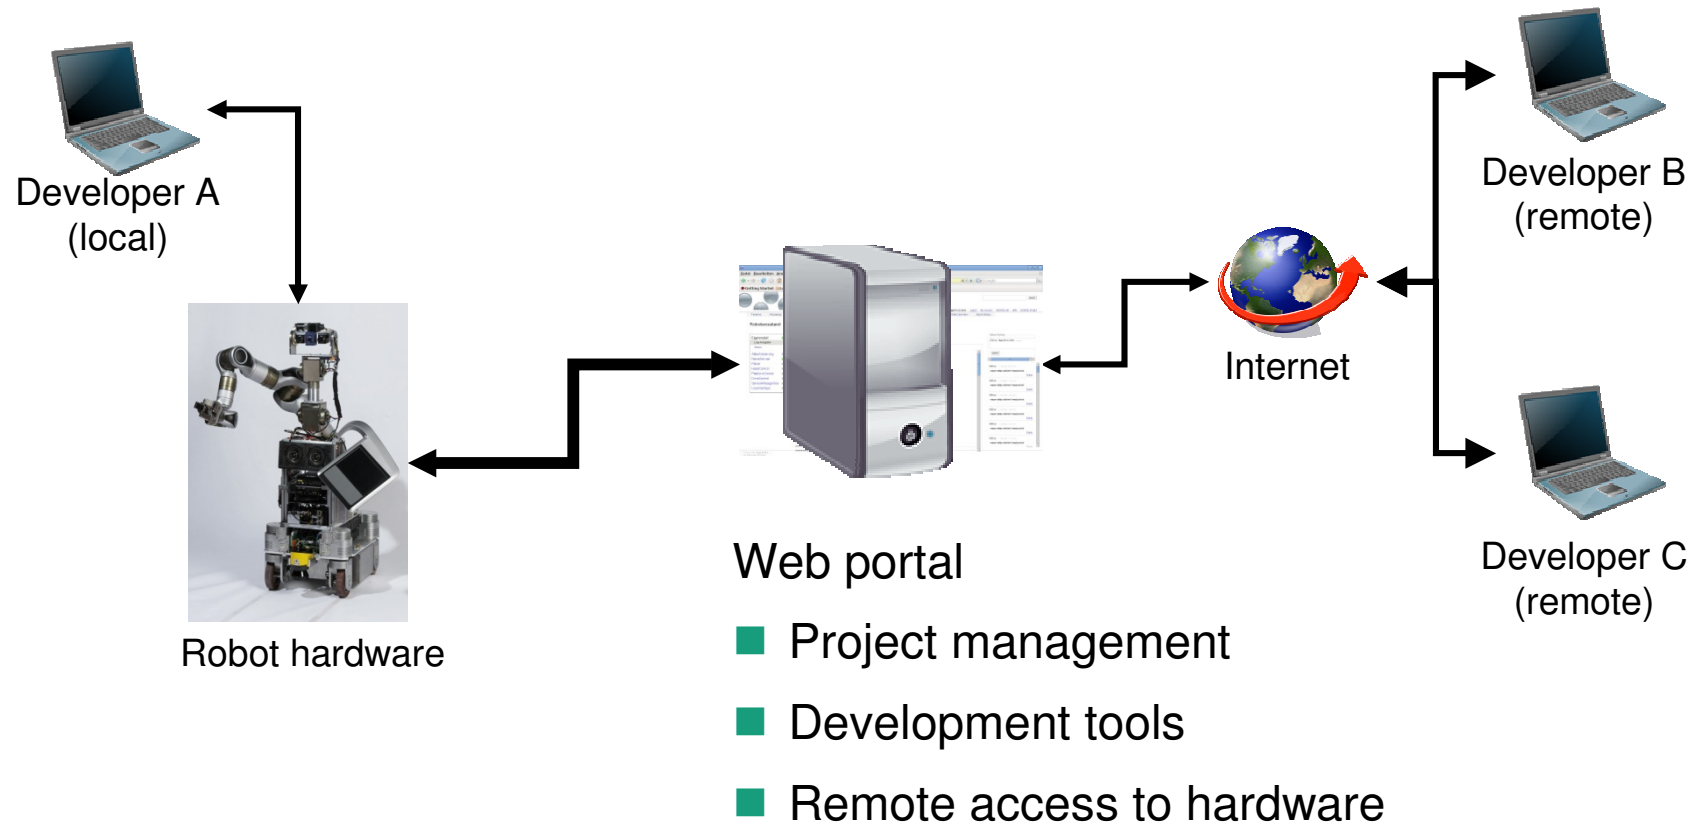 Developer A
(local)
Robot hardware
Web portal
Project management
Development tools
Remote access to hardware
Internet
Developer B
(remote)
Developer C
(remote)